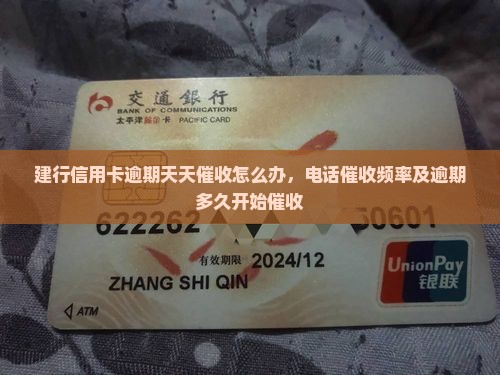 交通銀行
BANK OF COMMUNICATIONS
太平洋 卡 PACIFIC CARD
建行信用卡逾期天天催收怎么办，电话催收频率及逾期
多久开始催收
622262 0601
有效期限 2024/12
ZHANG SHI QIN
ATM
UnionPay
银联